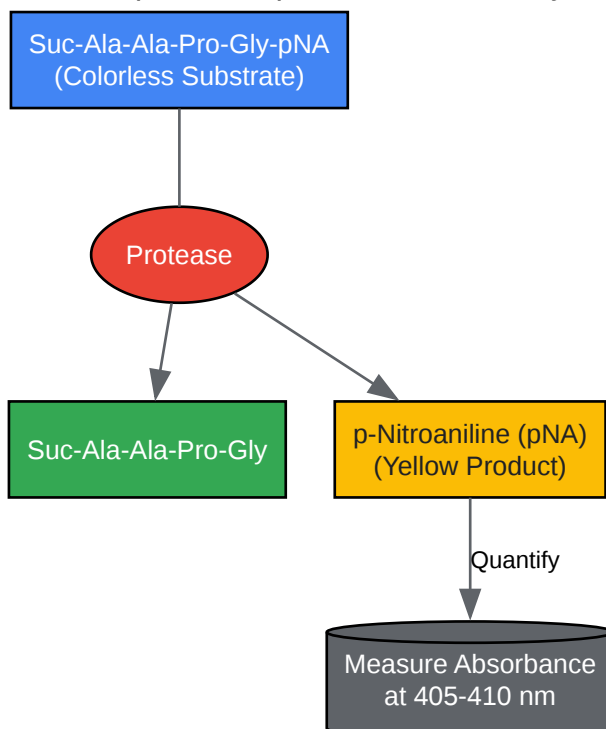 Suc-Ala-Ala-Pro-Gly-pNA
(Colorless Substrate)
Protease
Suc-Ala-Ala-Pro-Gly
p-Nitroaniline (pNA)
(Yellow Product)
Quantify
Measure Absorbance
at 405-410 nm